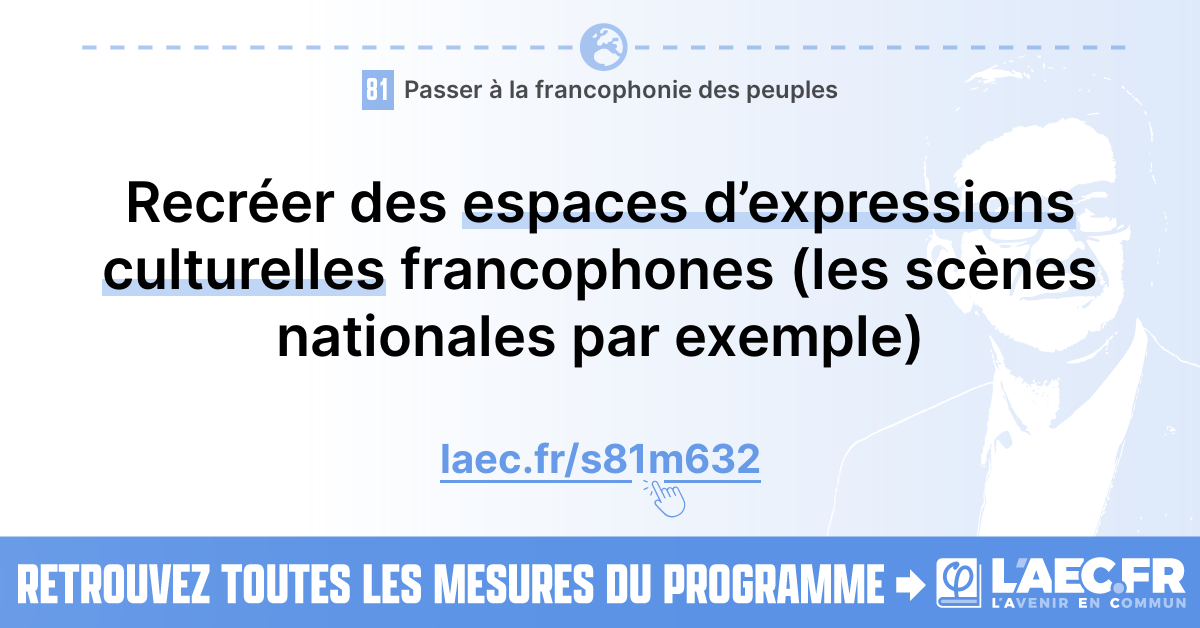 81 Passer à la francophonie des peuples
Recréer des espaces d’expressions
culturelles francophones (les scènes
nationales par exemple)
laec.fr/s81m632
RETROUVEZ TOUTES LES MESURES DU PROGRAMME
L'AEC.FR
L'AVENIR EN COMMUN